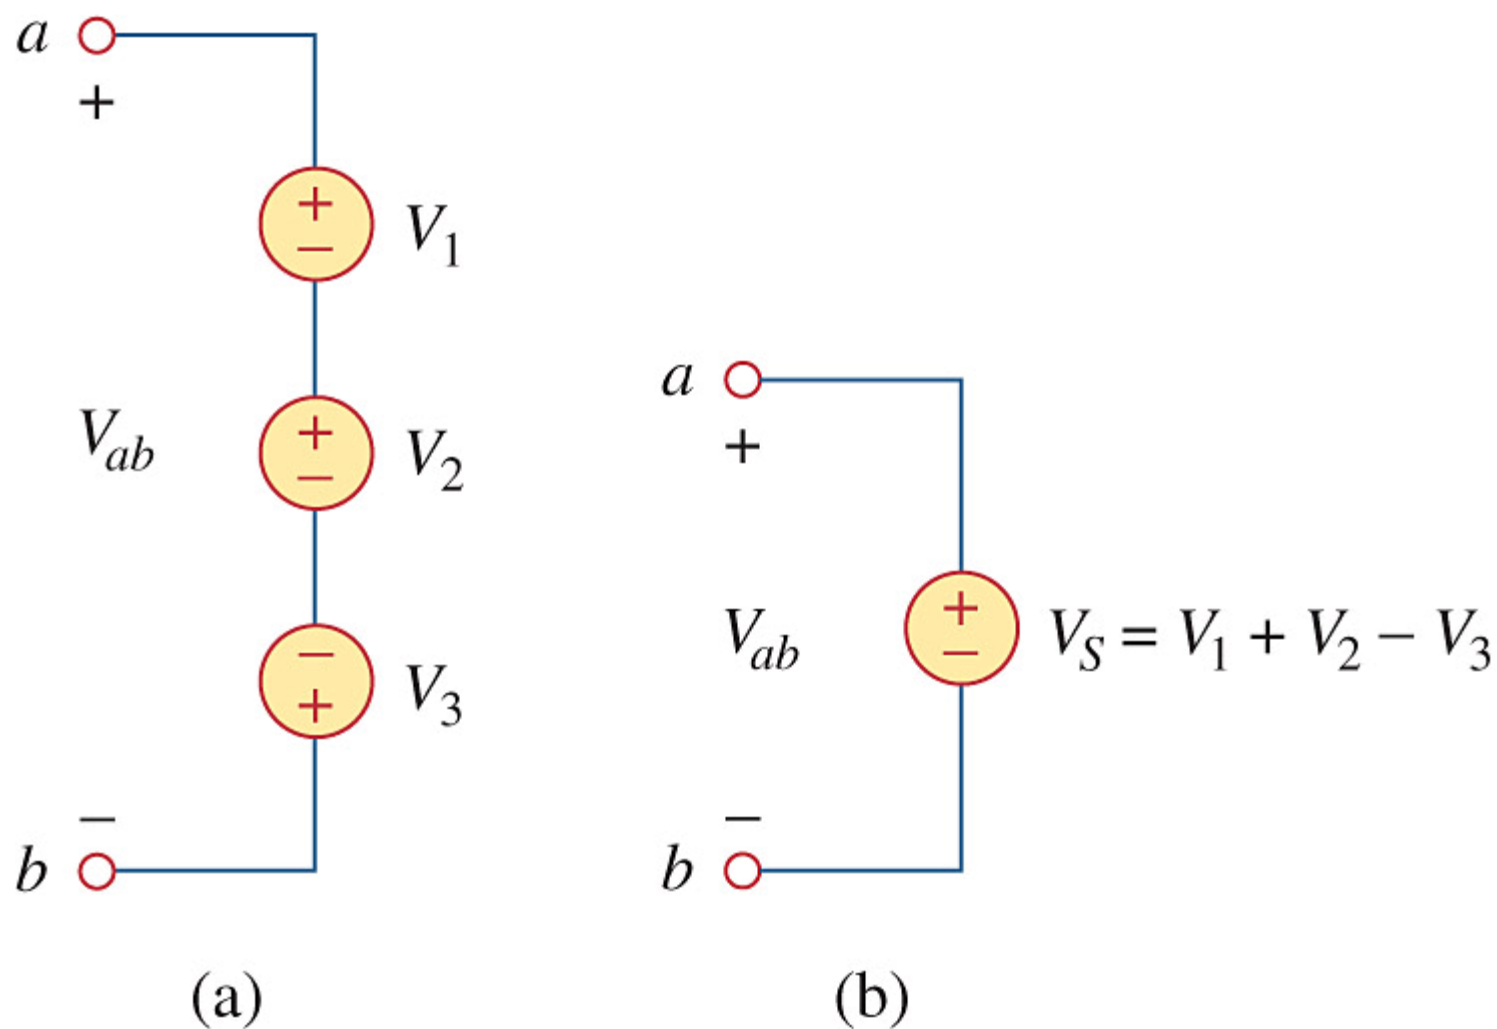 a
+
+
−
V1
Vab
+
−
V2
−
+
V3
−
b
(a)
a
+
Vab
+
−
VS = V1 + V2 − V3
−
b
(b)